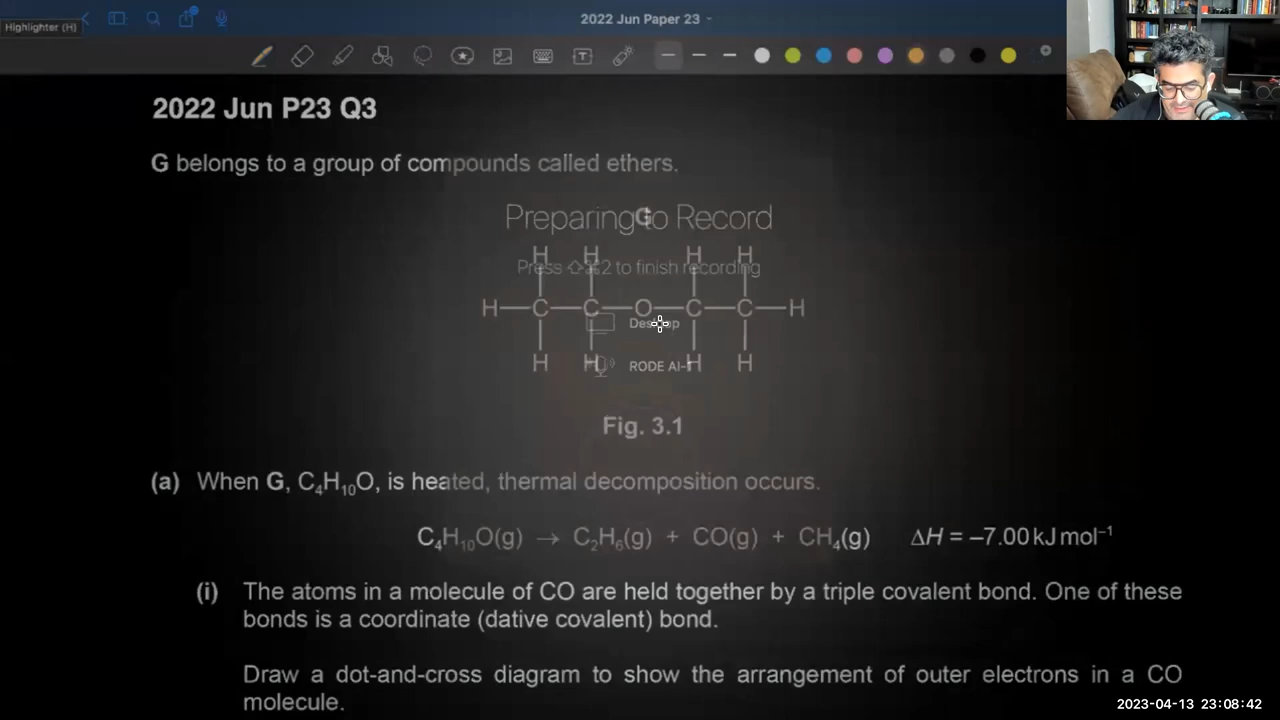 Highlighter (H)
2022 Jun Paper 23
2022 Jun P23 Q3
G belongs to a group of compounds called ethers.
G
Preparing to Record
Press ⇧⌘2 to finish recording
H H H H
H—C—C—O—C—C—H
Desktop
H H H H
RODE AI-1
Fig. 3.1
(a) When G, C₄H₁₀O, is heated, thermal decomposition occurs.
C₄H₁₀O(g) → C₂H₆(g) + CO(g) + CH₄(g) ΔH = –7.00 kJ mol⁻¹
(i) The atoms in a molecule of CO are held together by a triple covalent bond. One of these
bonds is a coordinate (dative covalent) bond.
Draw a dot-and-cross diagram to show the arrangement of outer electrons in a CO
molecule.
2023-04-13 23:08:42